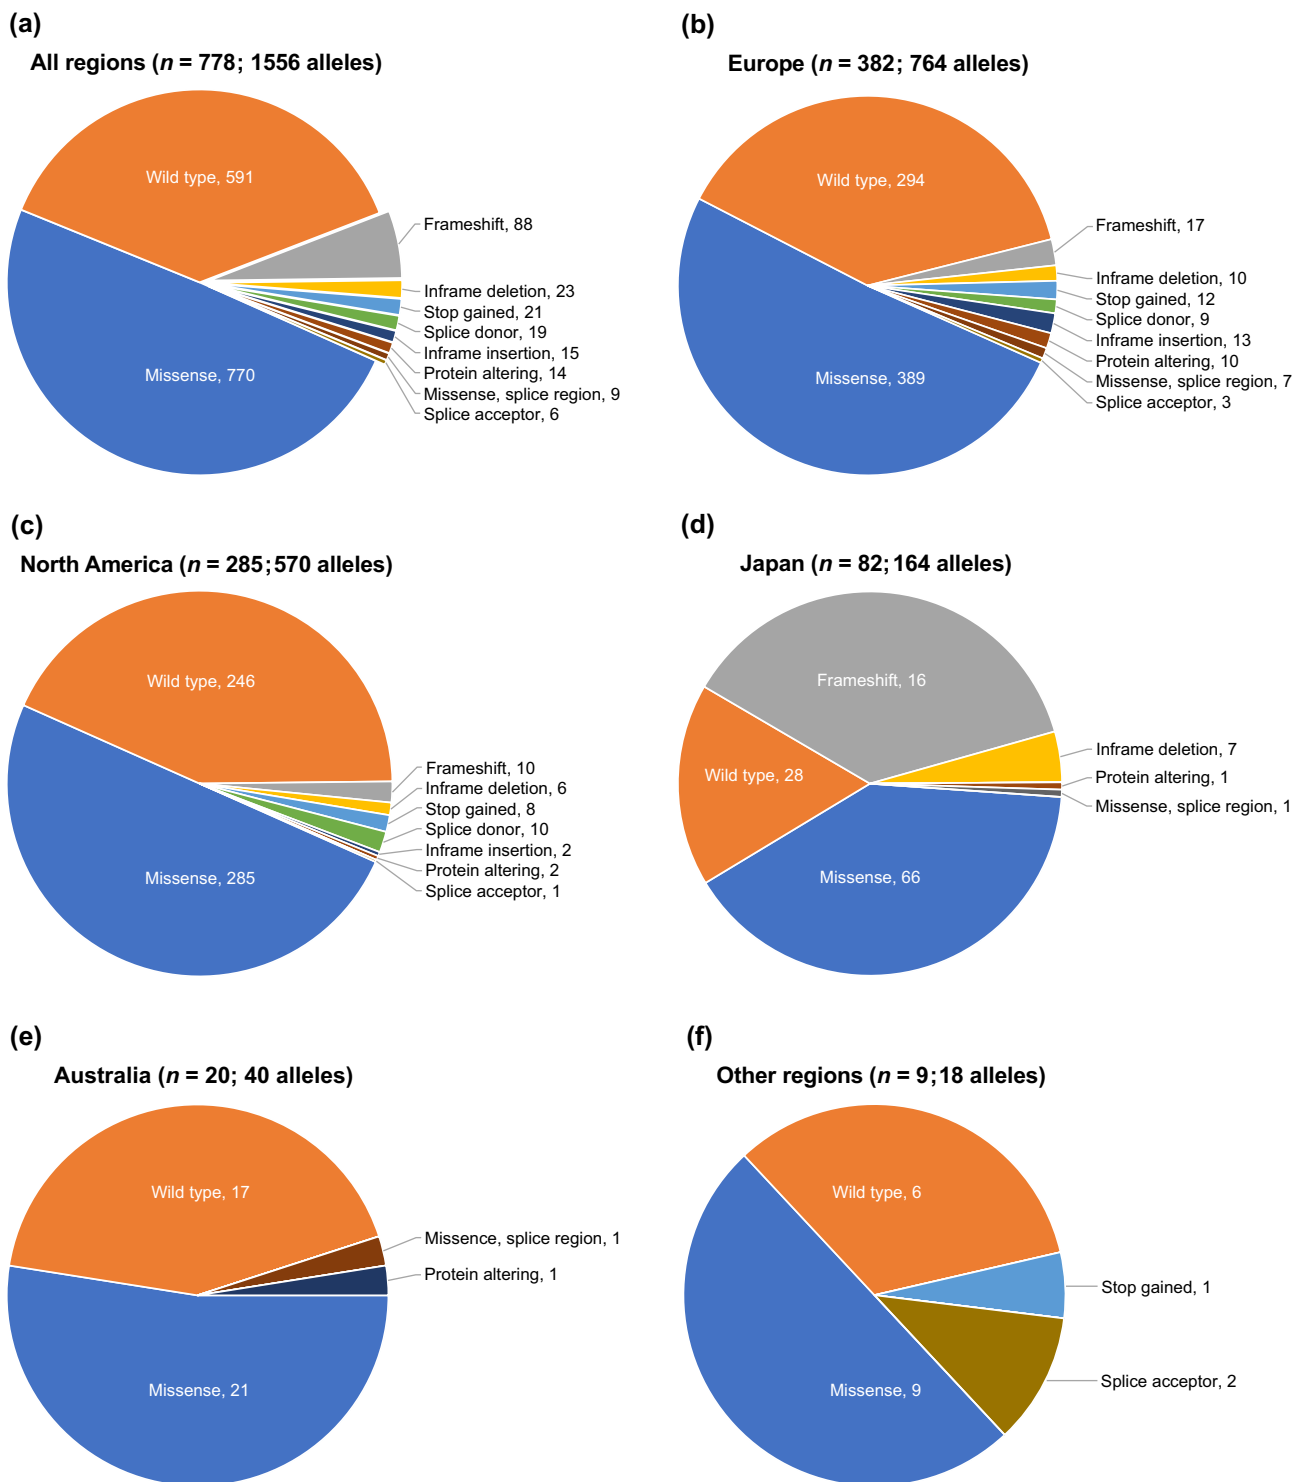 (a)
All regions (n = 778; 1556 alleles)
Wild type, 591
Frameshift, 88
Inframe deletion, 23
Stop gained, 21
Splice donor, 19
Inframe insertion, 15
Protein altering, 14
Missense, splice region, 9
Splice acceptor, 6
Missense, 770
(b)
Europe (n = 382; 764 alleles)
Wild type, 294
Frameshift, 17
Inframe deletion, 10
Stop gained, 12
Splice donor, 9
Inframe insertion, 13
Protein altering, 10
Missense, splice region, 7
Splice acceptor, 3
Missense, 389
(c)
North America (n = 285; 570 alleles)
Wild type, 246
Frameshift, 10
Inframe deletion, 6
Stop gained, 8
Splice donor, 10
Inframe insertion, 2
Protein altering, 2
Splice acceptor, 1
Missense, 285
(d)
Japan (n = 82; 164 alleles)
Frameshift, 16
Wild type, 28
Inframe deletion, 7
Protein altering, 1
Missense, splice region, 1
Missense, 66
(e)
Australia (n = 20; 40 alleles)
Wild type, 17
Missence, splice region, 1
Protein altering, 1
Missense, 21
(f)
Other regions (n = 9; 18 alleles)
Wild type, 6
Stop gained, 1
Splice acceptor, 2
Missense, 9